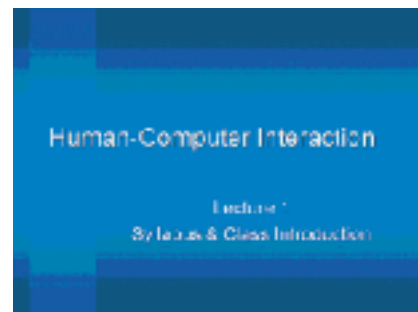 Human-Computer Interaction
Lecture 1
Syllabus & Class Introduction